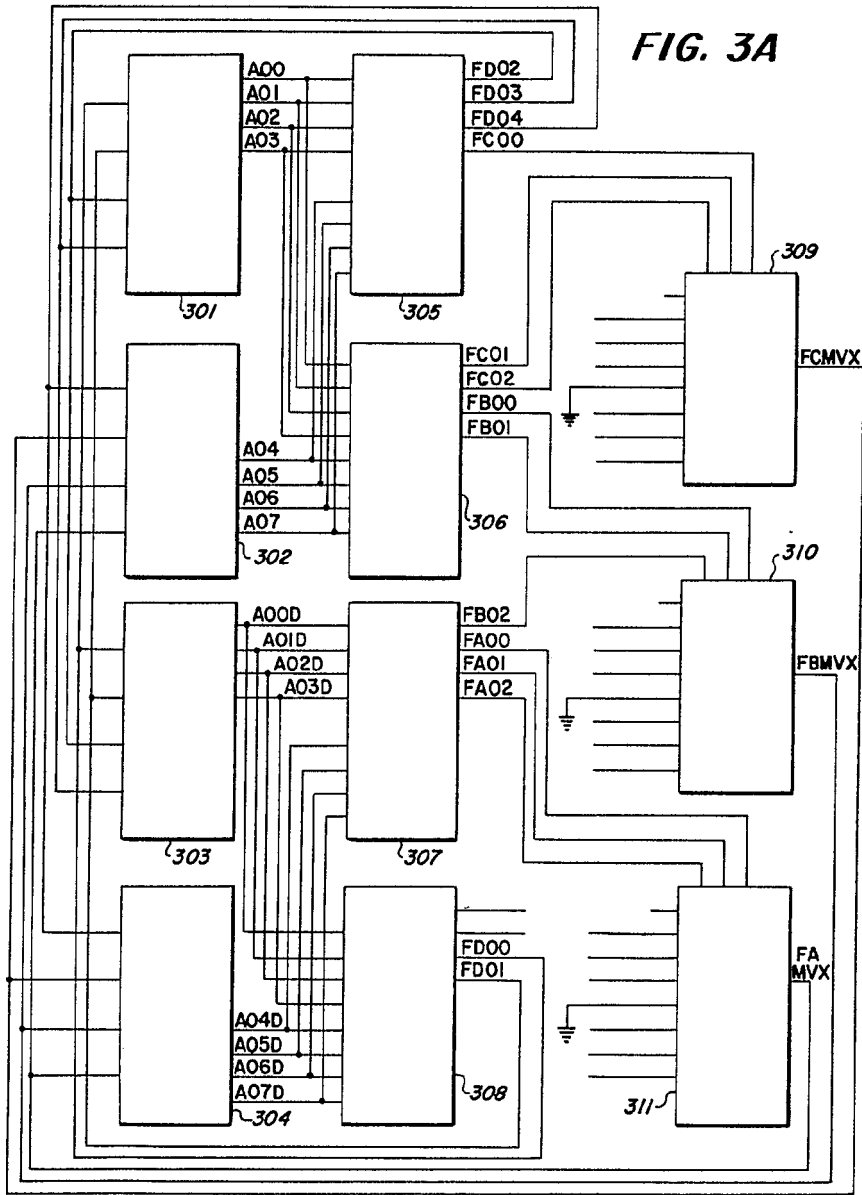 FIG. 3A
A00
A01
A02
A03
301
FD02
FD03
FD04
FC00
305
309
FCMVX
A04
A05
A06
A07
302
FC01
FC02
FB00
FB01
306
310
FBMVX
A00D
A01D
A02D
A03D
303
FB02
FA00
FA01
FA02
307
A04D
A05D
A06D
A07D
304
FD00
FD01
308
FA
MVX
311